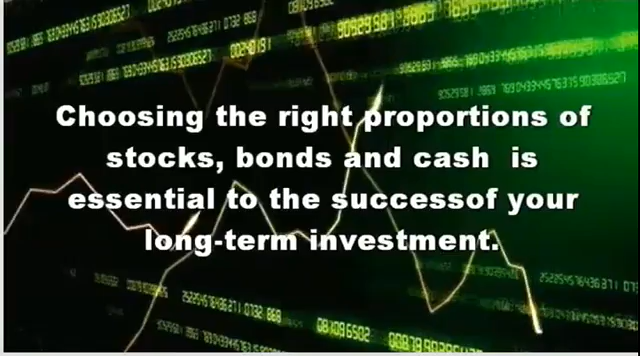 Choosing the right proportions of
stocks, bonds and cash  is
essential to the successof your
long-term investment.